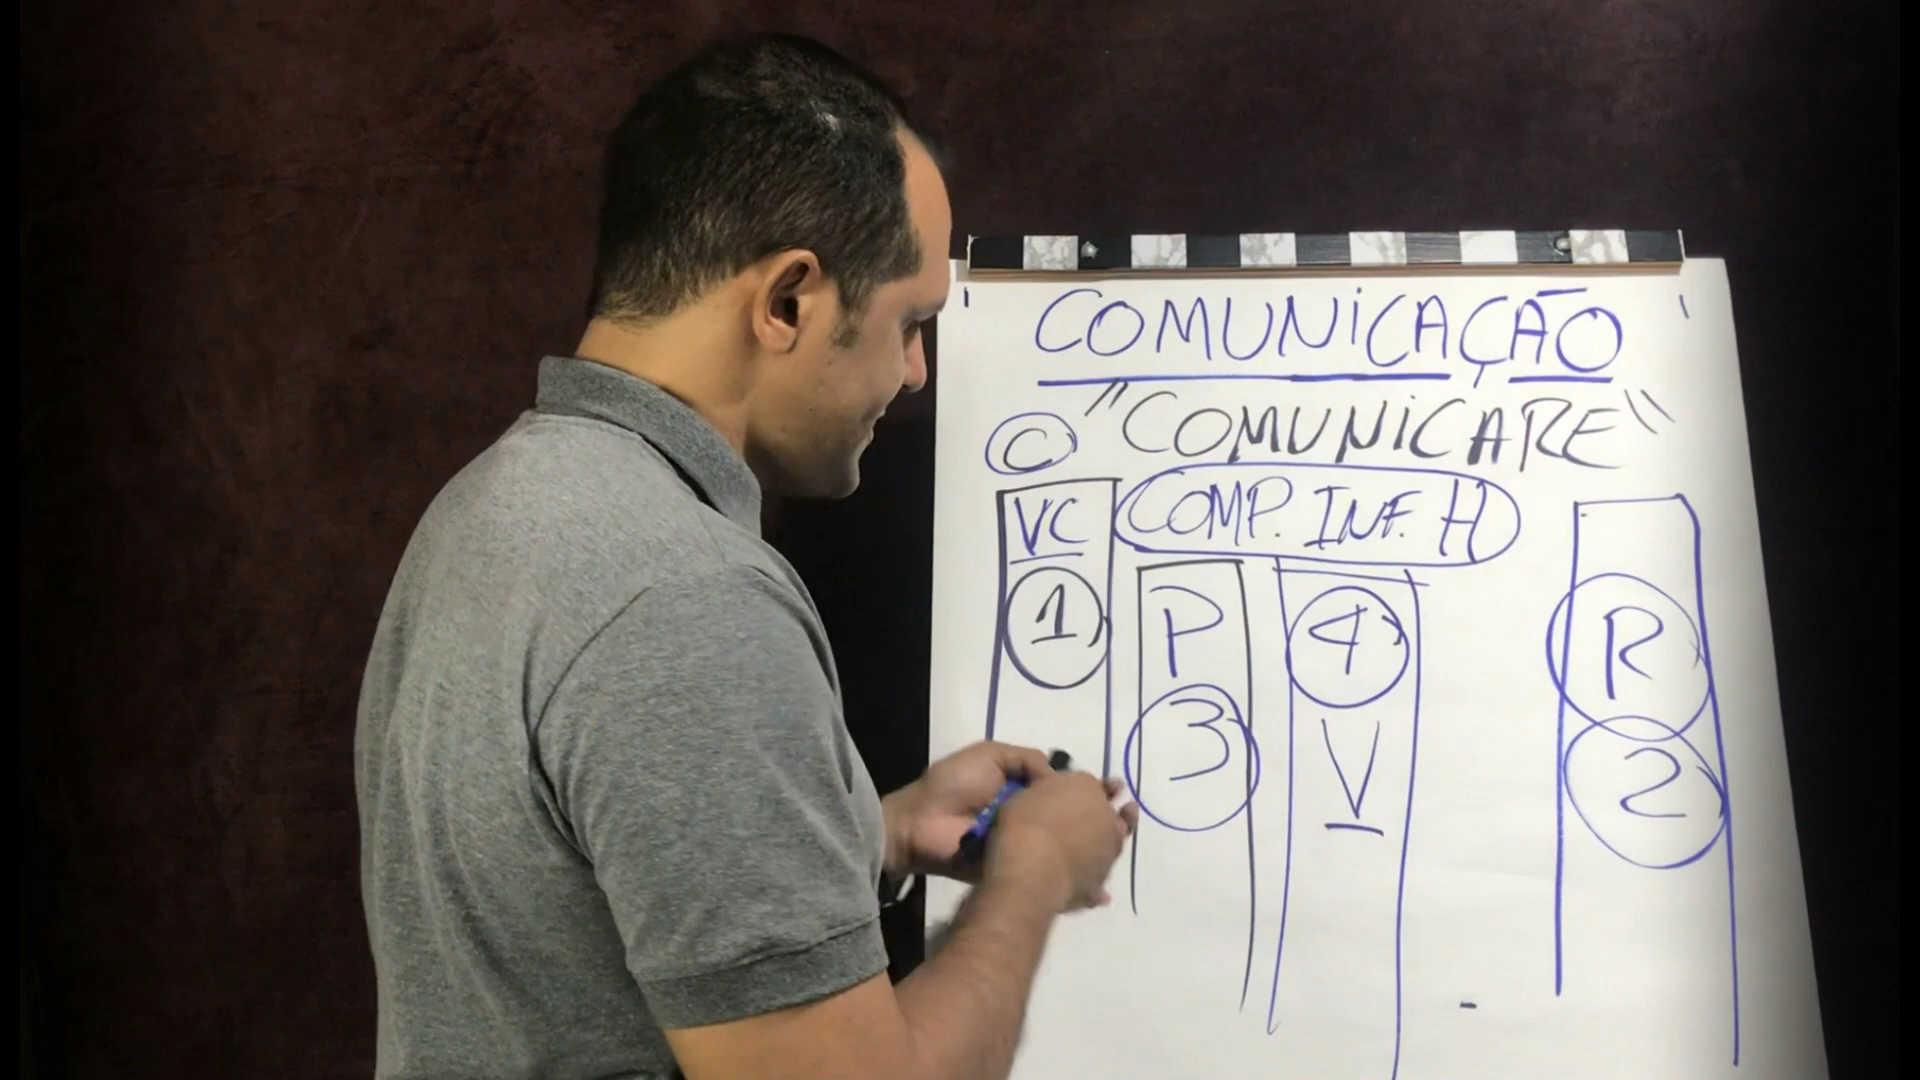 COMUNICAÇÃO
© "COMUNICARE"
VC COMP. INF. H
1 P 4 R
3 V 2